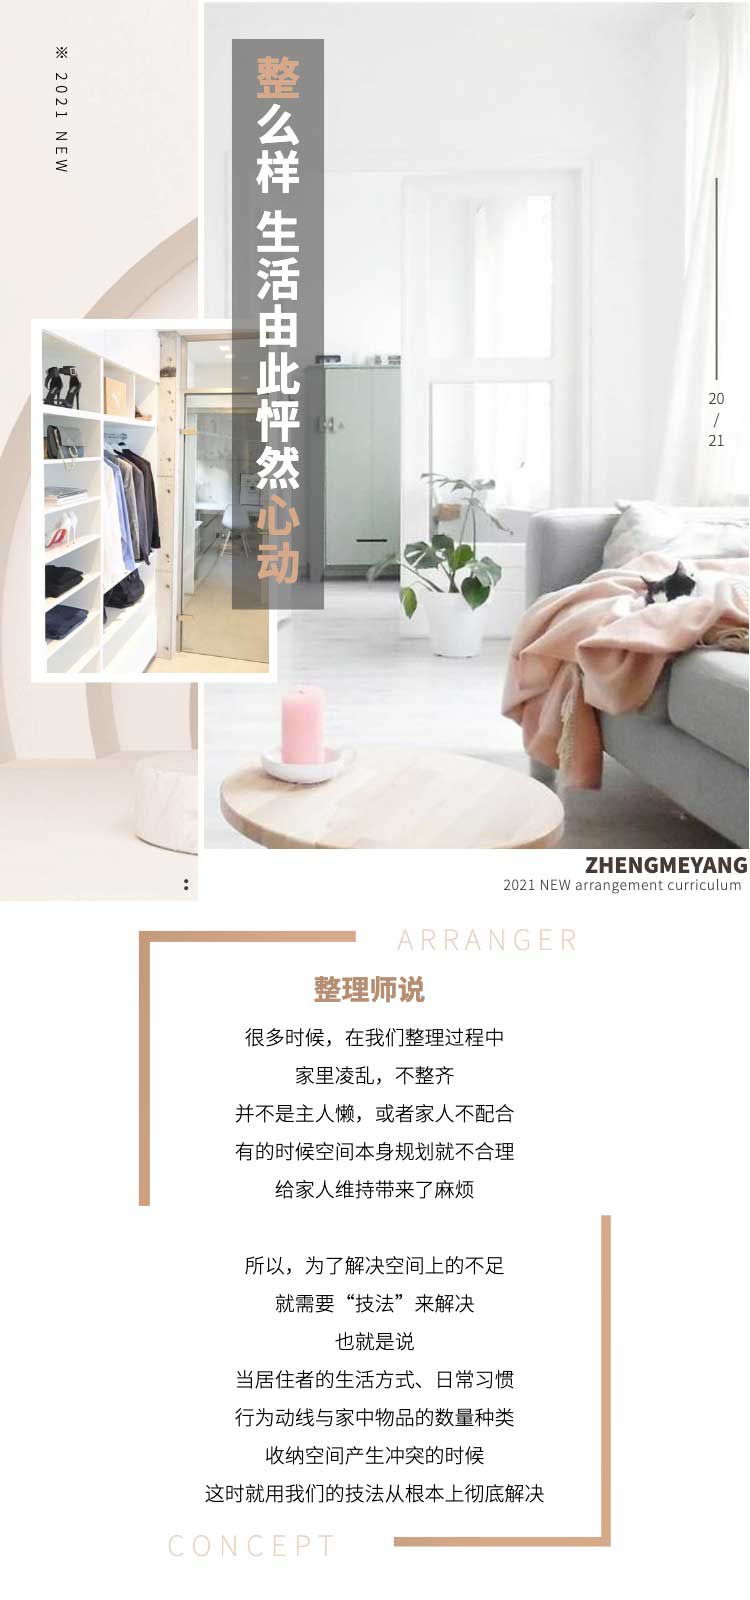 ※ 2021 NEW
整么样 生活由此怦然心动
20
/
21
ZHENGMEYANG
2021 NEW arrangement curriculum
ARRANGER
整理师说
很多时候，在我们整理过程中
家里凌乱，不整齐
并不是主人懒，或者家人不配合
有的时候空间本身规划就不合理
给家人维持带来了麻烦
所以，为了解决空间上的不足
就需要“技法”来解决
也就是说
当居住者的生活方式、日常习惯
行为动线与家中物品的数量种类
收纳空间产生冲突的时候
这时就用我们的技法从根本上彻底解决
CONCEPT